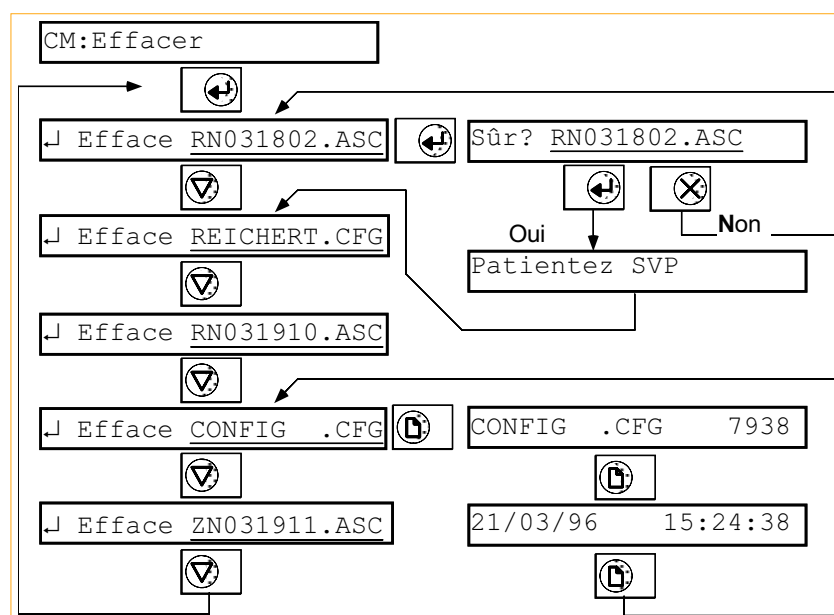 CM:Effacer
↵ Efface RN031802.ASC
Sûr? RN031802.ASC
Oui
Non
↵ Efface REICHERT.CFG
Patientez SVP
↵ Efface RN031910.ASC
↵ Efface CONFIG   .CFG
CONFIG  .CFG   7938
↵ Efface ZN031911.ASC
21/03/96   15:24:38